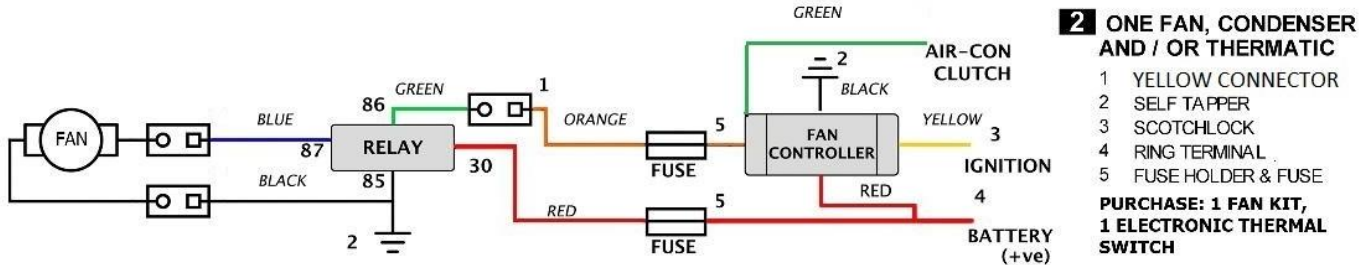 GREEN
AIR-CON
CLUTCH
2
BLACK
86
GREEN
1
ORANGE
5
FUSE
FAN
CONTROLLER
YELLOW
3
IGNITION
FAN
BLUE
87
RELAY
30
85
BLACK
2
RED
5
FUSE
RED
4
BATTERY
(+ve)
2 ONE FAN, CONDENSER
AND / OR THERMATIC
1 YELLOW CONNECTOR
2 SELF TAPPER
3 SCOTCHLOCK
4 RING TERMINAL
5 FUSE HOLDER & FUSE
PURCHASE: 1 FAN KIT,
1 ELECTRONIC THERMAL
SWITCH